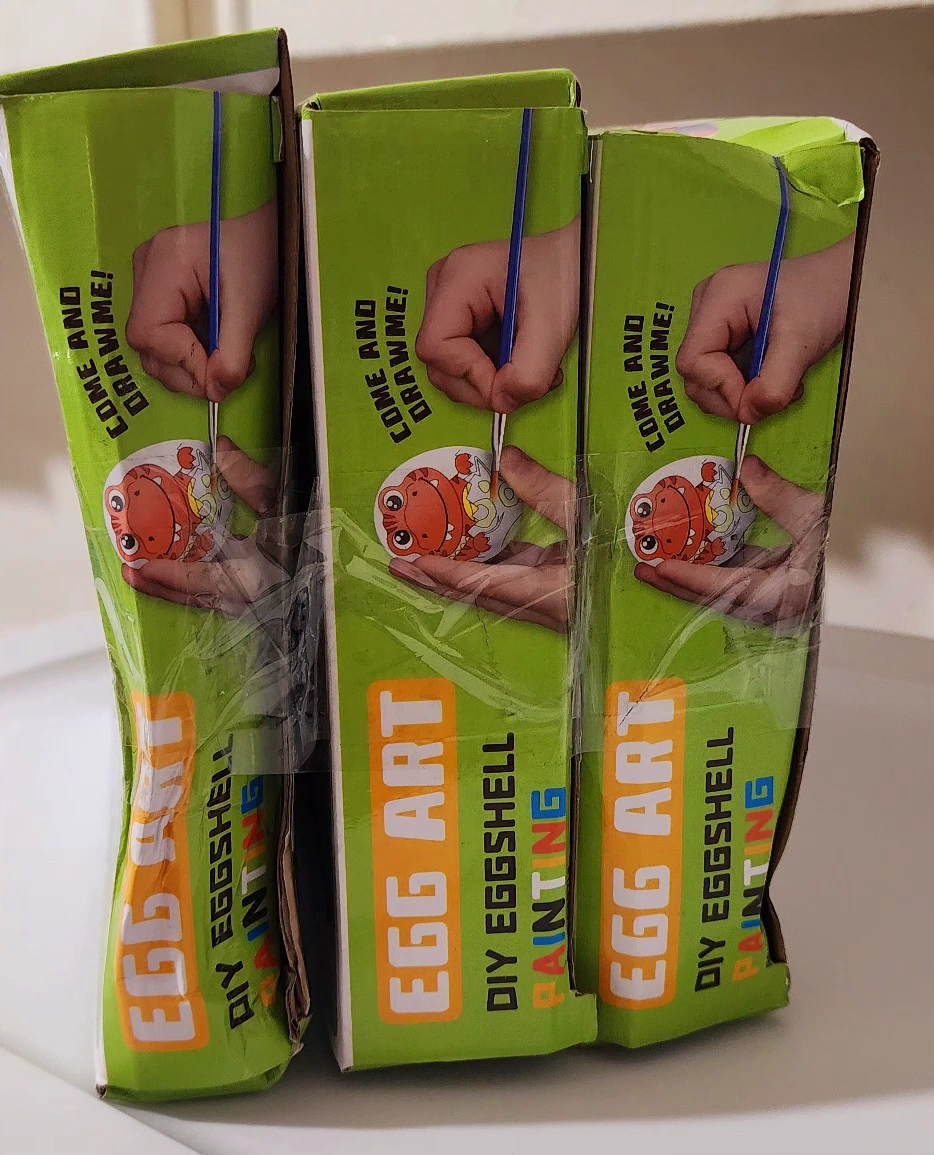 COME AND
DRAWME!
EGG ART
DIY EGGSHELL
PAINTING
COME AND
DRAWME!
EGG ART
DIY EGGSHELL
PAINTING
COME AND
DRAWME!
EGG ART
DIY EGGSHELL
PAINTING